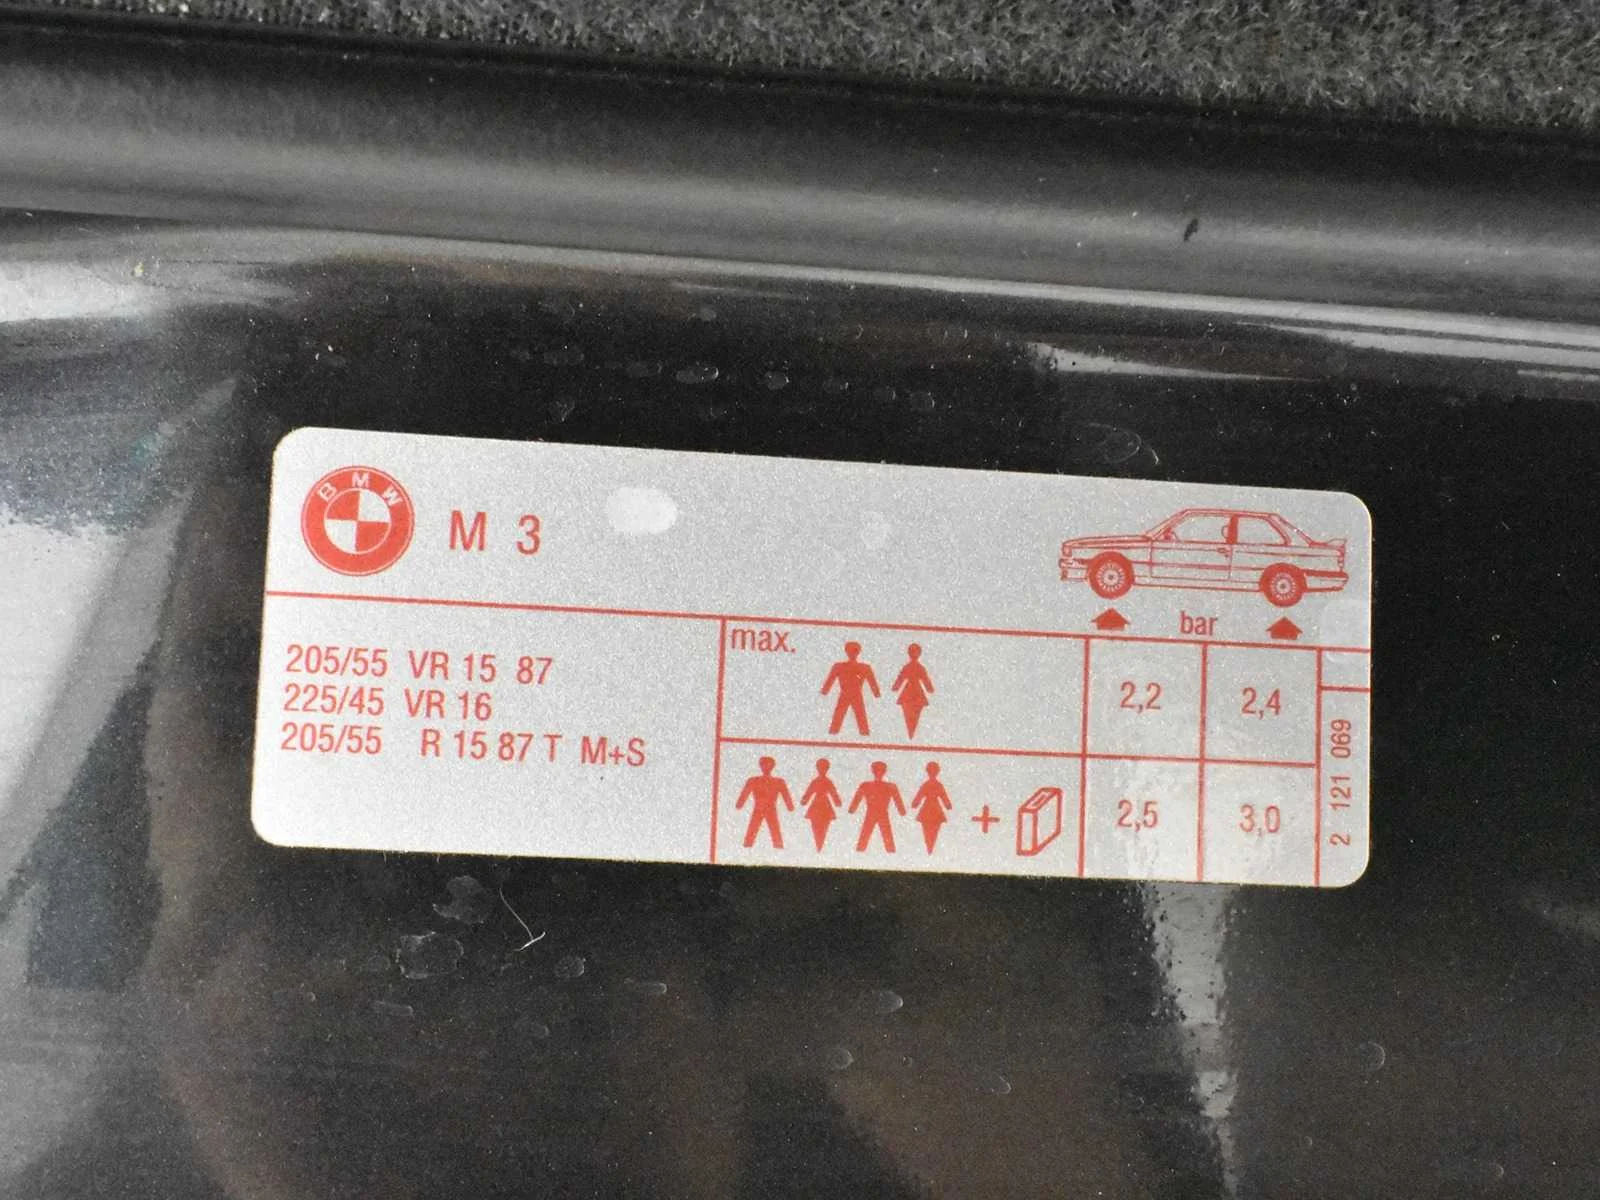 BMW
M 3
bar
205/55 VR 15 87
225/45 VR 16
205/55 R 15 87 T M+S
max.
2,2 2,4
+ 2,5 3,0
2 121 069